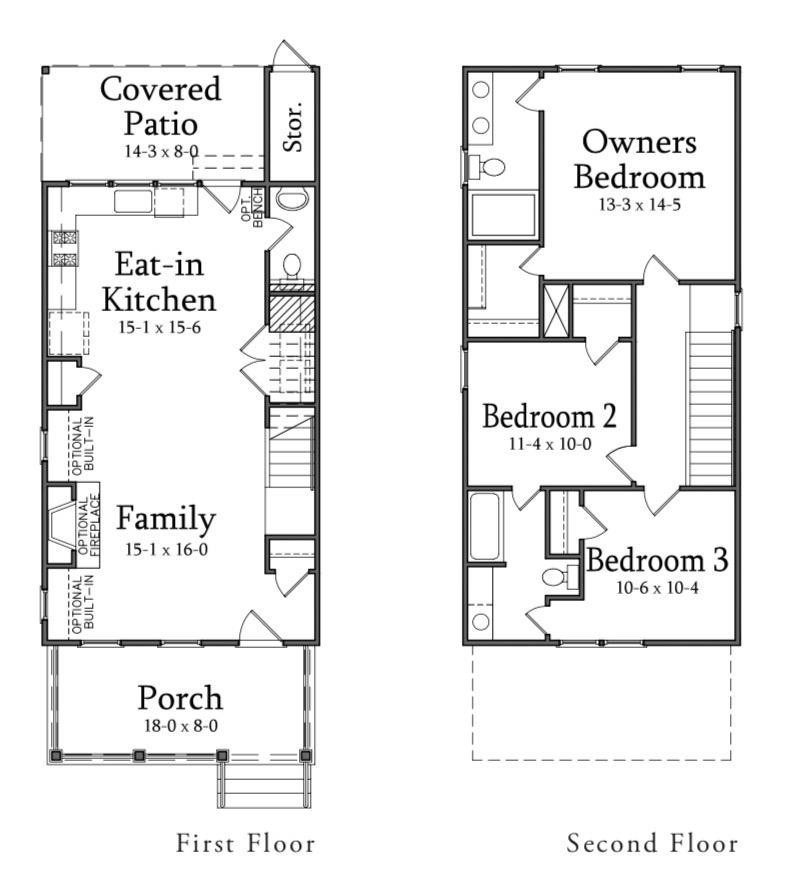 Covered
Patio
14-3 x 8-0
Stor.
OPT.
BENCH
Eat-in
Kitchen
15-1 x 15-6
OPTIONAL
BUILT-IN
OPTIONAL
FIREPLACE
Family
15-1 x 16-0
OPTIONAL
BUILT-IN
Porch
18-0 x 8-0
First Floor
Owners
Bedroom
13-3 x 14-5
Bedroom 2
11-4 x 10-0
Bedroom 3
10-6 x 10-4
Second Floor